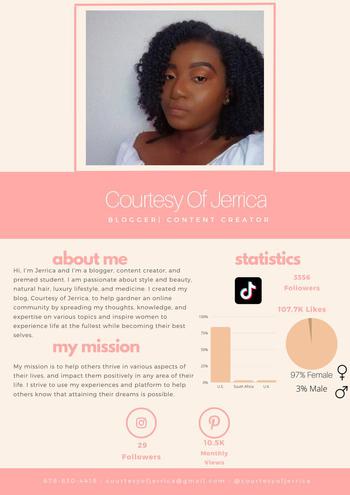 Courtesy Of Jerrica
BLOGGER| CONTENT CREATOR
about me
Hi, I'm Jerrica and I'm a blogger, content creator, and
premed student. I am passionate about style and beauty,
natural hair, luxury lifestyle, and medicine. I created my
blog, Courtesy of Jerrica, to help gardner an online
community by spreading my thoughts, knowledge, and
expertise on various topics and inspire women to
experience life at the fullest while becoming their best
selves.
my mission
My mission is to help others thrive in various aspects of
their lives, and impact them positively in any area of their
life. I strive to use my experiences and platform to help
others know that attaining their dreams is possible.
statistics
3356
Followers
107.7K Likes
100%
75%
50%
25%
0%
U.S.
South Africa
U.K.
97% Female
3% Male
29
Followers
10.5K
Monthly
Views
courtesyofjerrica@gmail.com | @courtesyofjerrica